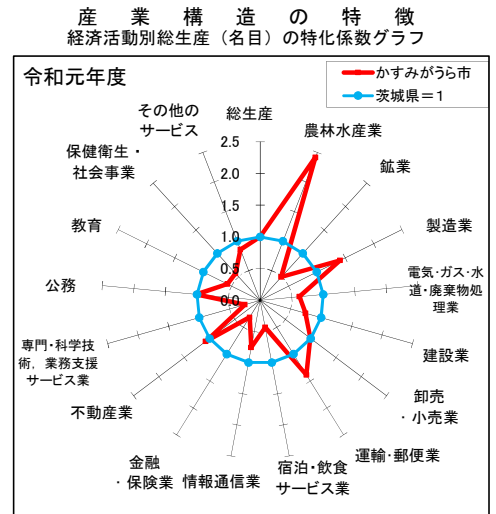 産業構造の特徴
経済活動別総生産（名目）の特化係数グラフ
令和元年度
かすみがうら市
茨城県＝1
総生産
農林水産業
鉱業
製造業
電気･ガス･水
道･廃棄物処
理業
建設業
卸売
・小売業
運輸･郵便業
宿泊･飲食
サービス業
情報通信業
金融
・保険業
不動産業
専門・科学技
術，業務支援
サービス業
公務
教育
保健衛生・
社会事業
その他の
サービス
2.5
2.0
1.5
1.0
0.5
0.0